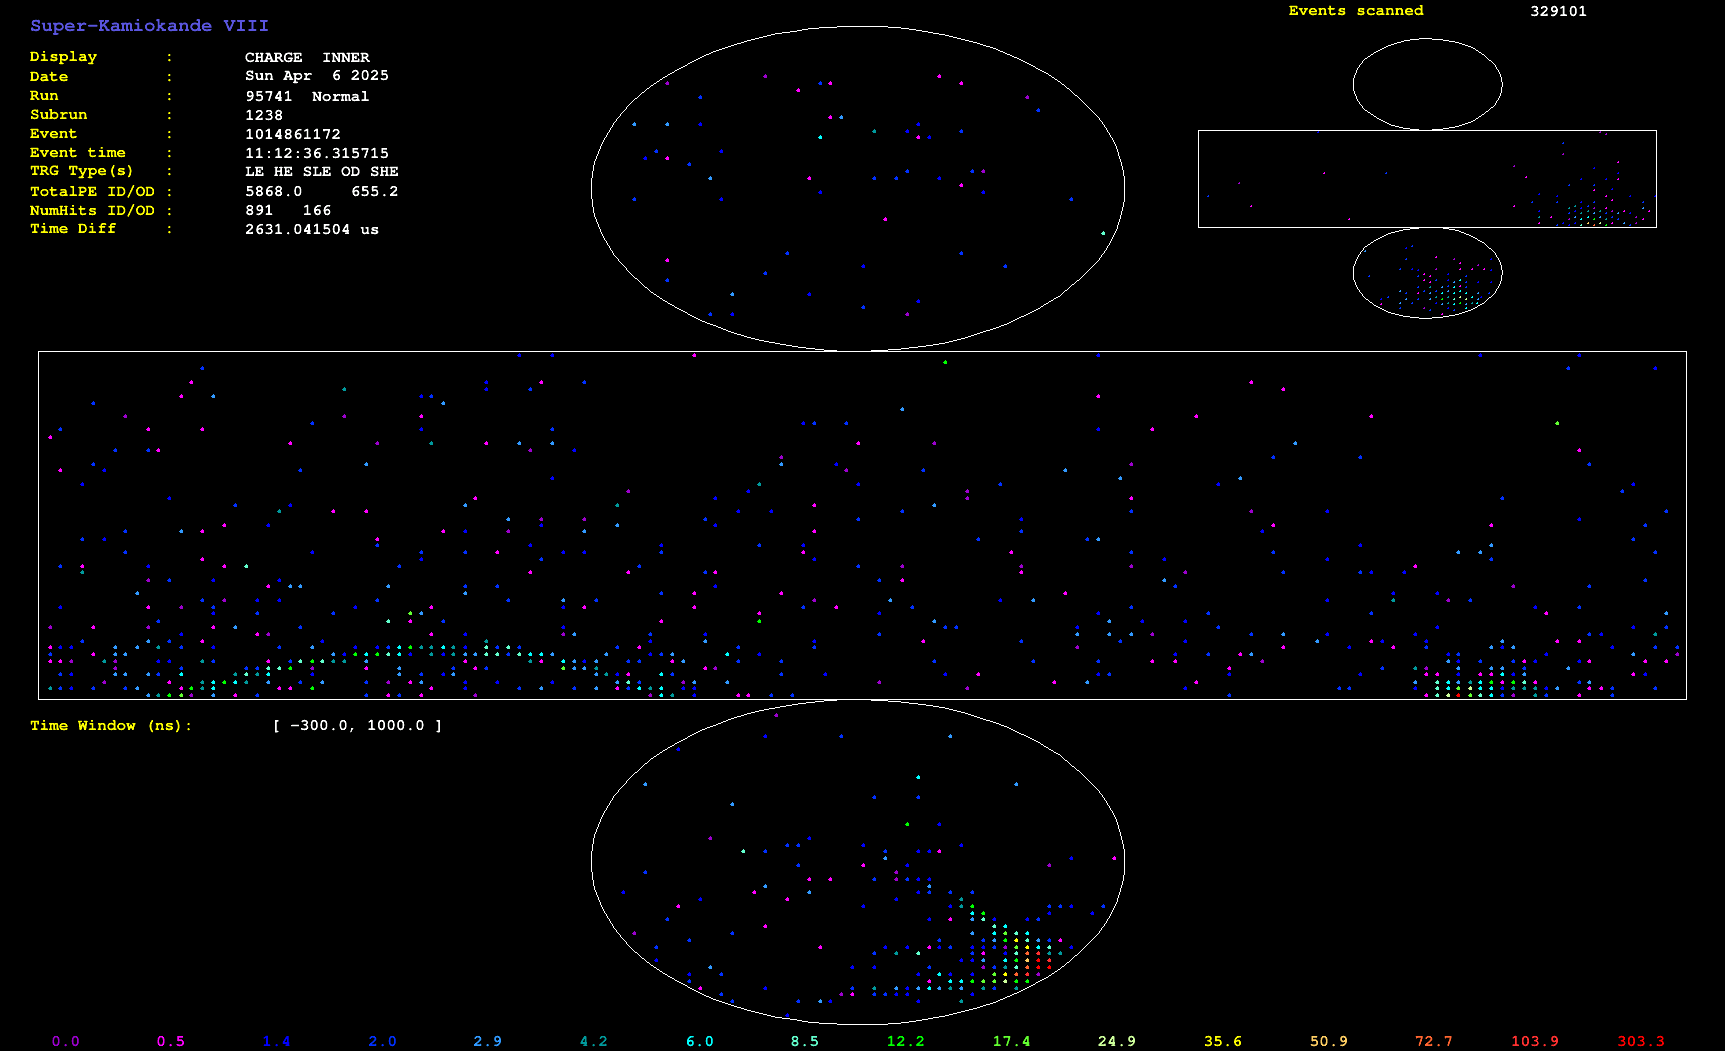 Super-Kamiokande VIII
Display : CHARGE INNER
Date : Sun Apr 6 2025
Run : 95741 Normal
Subrun : 1238
Event : 1014861172
Event time : 11:12:36.315715
TRG Type(s) : LE HE SLE OD SHE
TotalPE ID/OD : 5868.0 655.2
NumHits ID/OD : 891 166
Time Diff : 2631.041504 us
Events scanned 329101
Time Window (ns): [ -300.0, 1000.0 ]
0.0 0.5 1.4 2.0 2.9 4.2 6.0 8.5 12.2 17.4 24.9 35.6 50.9 72.7 103.9 303.3